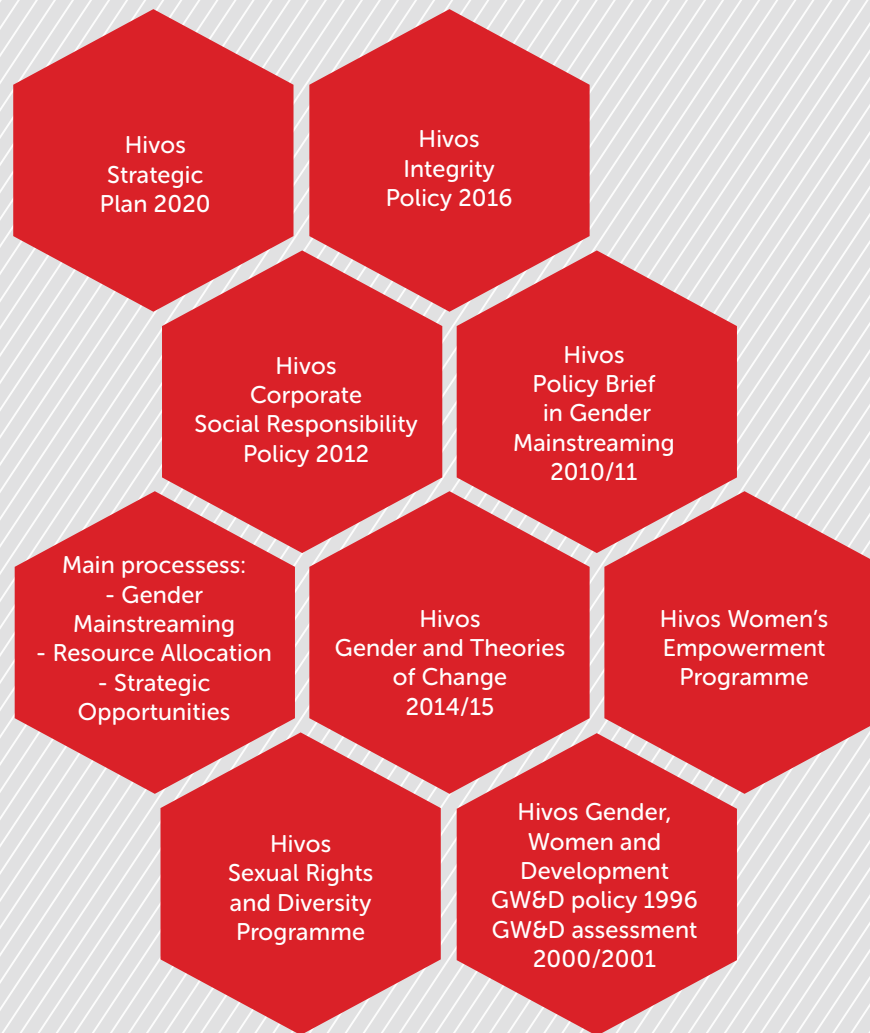 Hivos
Strategic
Plan 2020
Hivos
Integrity
Policy 2016
Hivos
Corporate
Social Responsibility
Policy 2012
Hivos
Policy Brief
in Gender
Mainstreaming
2010/11
Main processess:
- Gender
Mainstreaming
- Resource Allocation
- Strategic
Opportunities
Hivos
Gender and Theories
of Change
2014/15
Hivos Women’s
Empowerment
Programme
Hivos
Sexual Rights
and Diversity
Programme
Hivos Gender,
Women and
Development
GW&D policy 1996
GW&D assessment
2000/2001